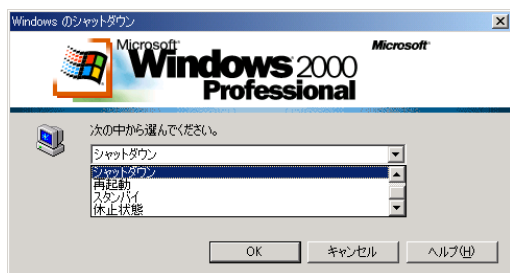 Windows のシャットダウン
Microsoft
Windows 2000
Professional
Microsoft
次の中から選んでください。
シャットダウン
シャットダウン
再起動
スタンバイ
休止状態
OK
キャンセル
ヘルプ(H)